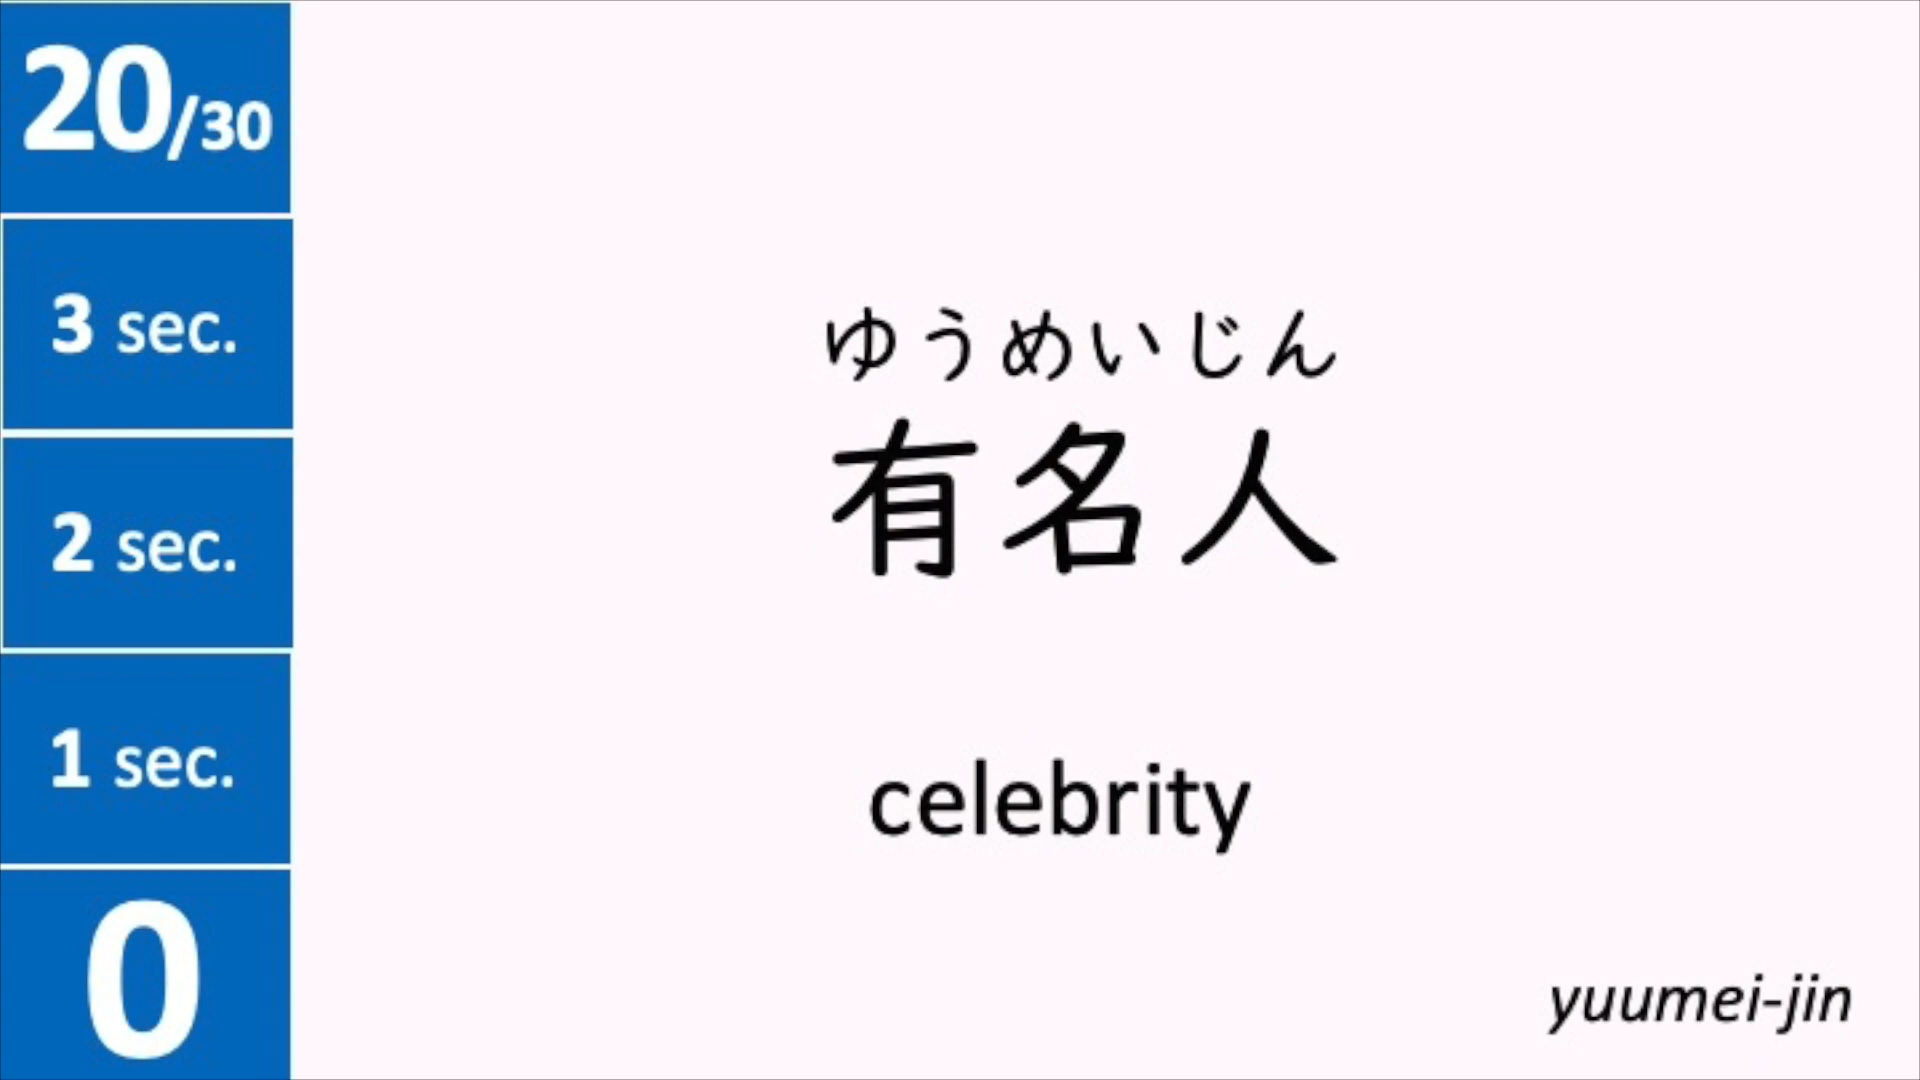 20/30
3 sec.
2 sec.
1 sec.
0
ゆうめいじん
有名人
celebrity
yuumei-jin